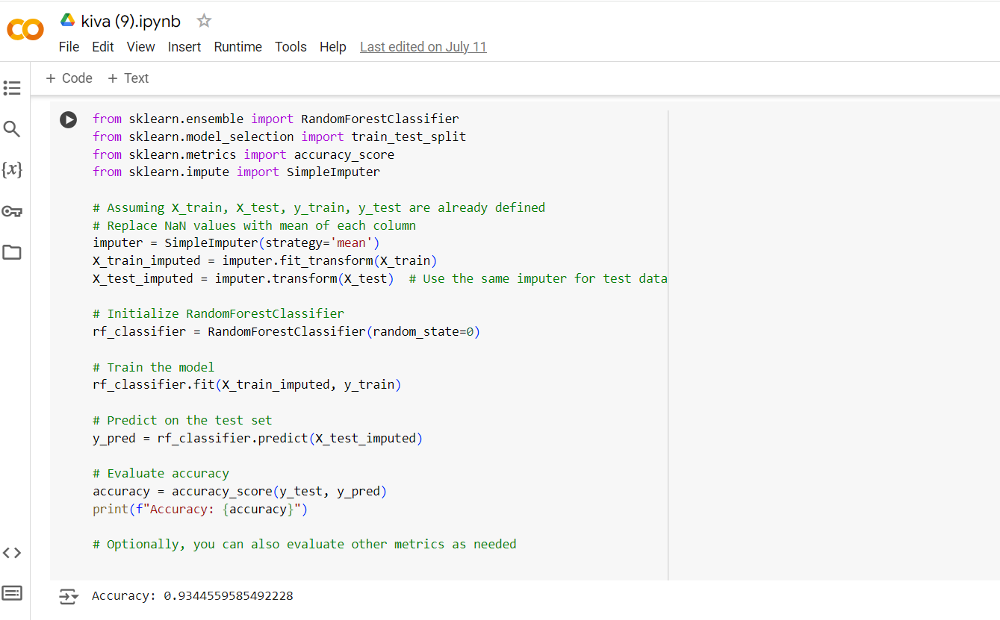 kiva (9).ipynb
File Edit View Insert Runtime Tools Help Last edited on July 11
+ Code + Text
{x}
from sklearn.ensemble import RandomForestClassifier
from sklearn.model_selection import train_test_split
from sklearn.metrics import accuracy_score
from sklearn.impute import SimpleImputer
# Assuming X_train, X_test, y_train, y_test are already defined
# Replace NaN values with mean of each column
imputer = SimpleImputer(strategy='mean')
X_train_imputed = imputer.fit_transform(X_train)
X_test_imputed = imputer.transform(X_test)  # Use the same imputer for test data
# Initialize RandomForestClassifier
rf_classifier = RandomForestClassifier(random_state=0)
# Train the model
rf_classifier.fit(X_train_imputed, y_train)
# Predict on the test set
y_pred = rf_classifier.predict(X_test_imputed)
# Evaluate accuracy
accuracy = accuracy_score(y_test, y_pred)
print(f"Accuracy: {accuracy}")
# Optionally, you can also evaluate other metrics as needed
Accuracy: 0.9344559585492228